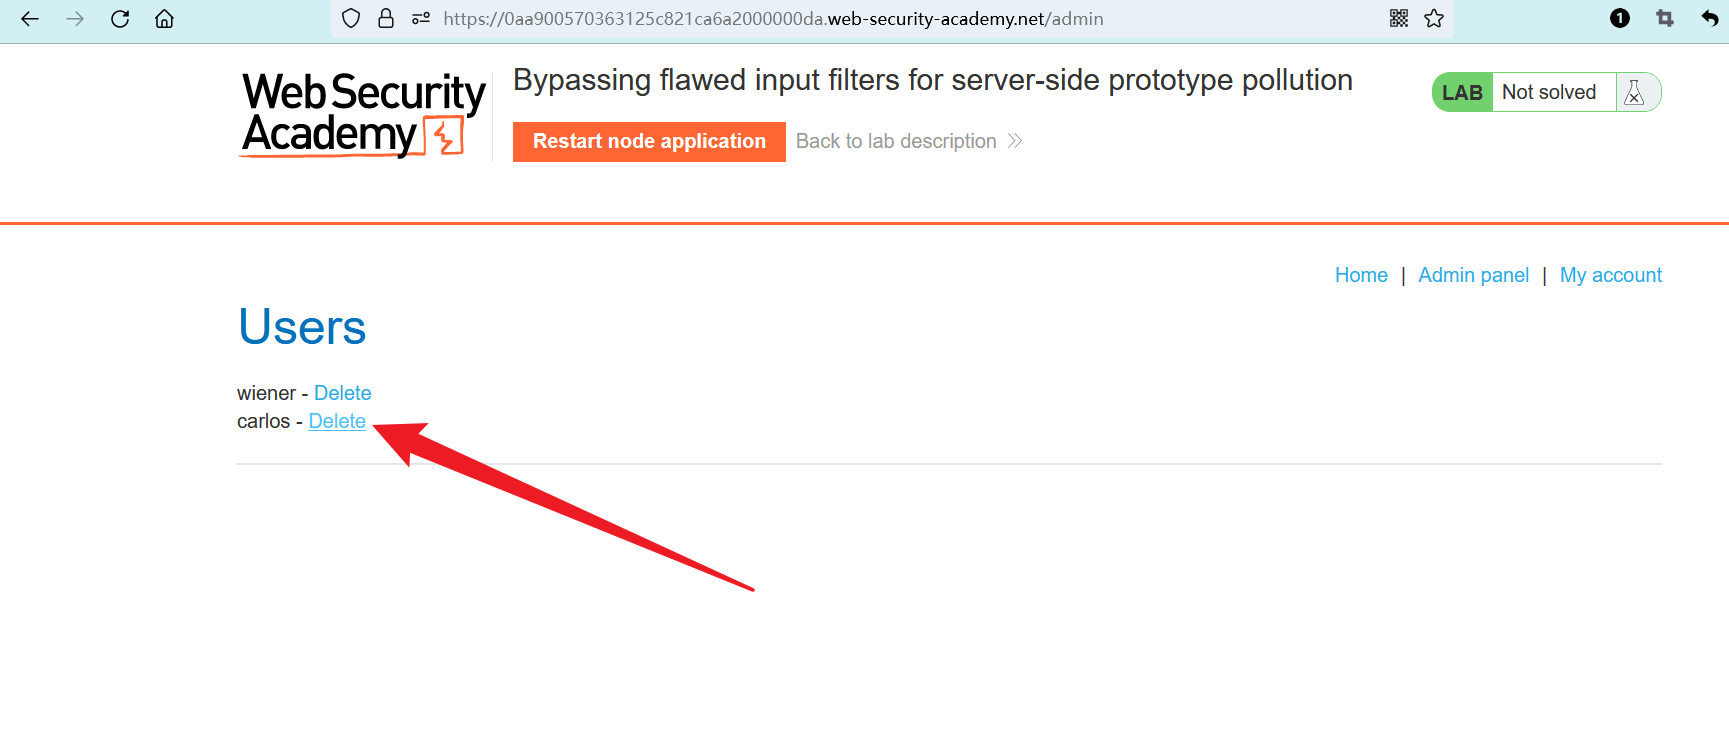 https://0aa900570363125c821ca6a2000000da.web-security-academy.net/admin
1
Web Security
Academy
Bypassing flawed input filters for server-side prototype pollution
LAB Not solved
Restart node application Back to lab description
Home | Admin panel | My account
Users
wiener - Delete
carlos - Delete